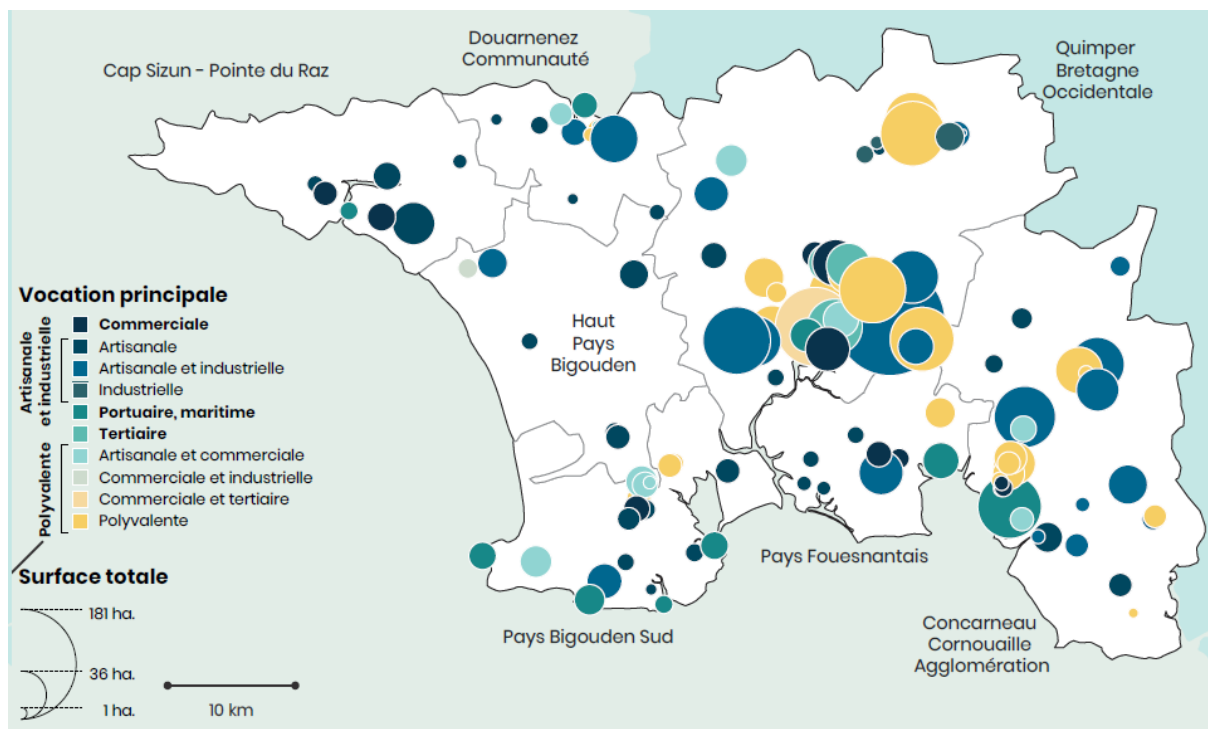 Douarnenez
Communauté
Cap Sizun - Pointe du Raz
Quimper
Bretagne
Occidentale
Vocation principale
Artisanale
et industrielle
Commerciale
Artisanale
Artisanale et industrielle
Industrielle
Portuaire, maritime
Tertiaire
Polyvalente
Artisanale et commerciale
Commerciale et industrielle
Commerciale et tertiaire
Polyvalente
Haut
Pays
Bigouden
Surface totale
181 ha.
36 ha.
1 ha.
10 km
Pays Fouesnantais
Pays Bigouden Sud
Concarneau
Cornouaille
Agglomération